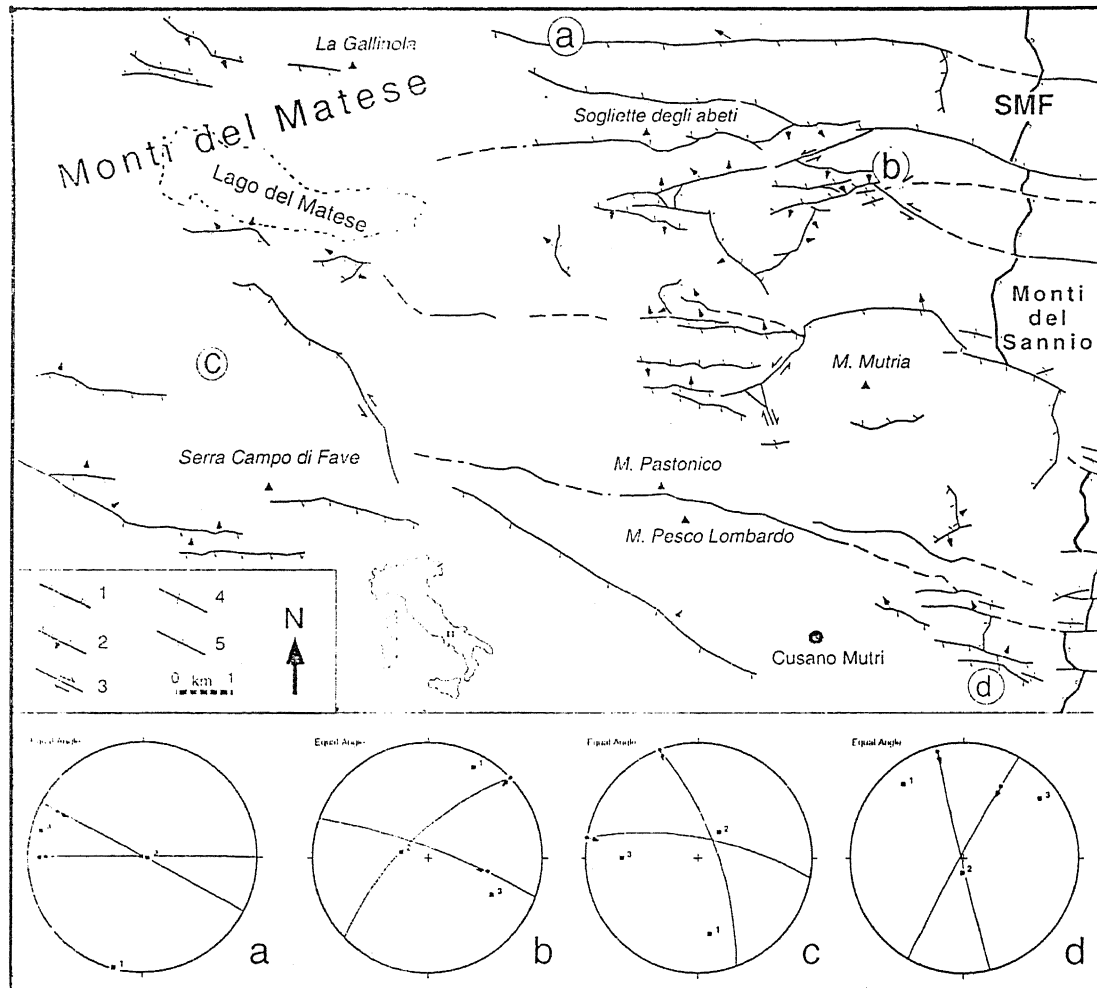 a
La Gallinola
SMF
Monti del Matese
Sogliette degli abeti
b
Lago del Matese
Monti
del
Sannio
c
M. Mutria
Serra Campo di Fave
M. Pastonico
M. Pesco Lombardo
1
4
2
5
3
0 km 1
N
Cusano Mutri
d
Equal Angle
1
2
3
a
Equal Angle
1
2
3
b
Equal Angle
1
2
3
c
Equal Angle
1
2
3
d